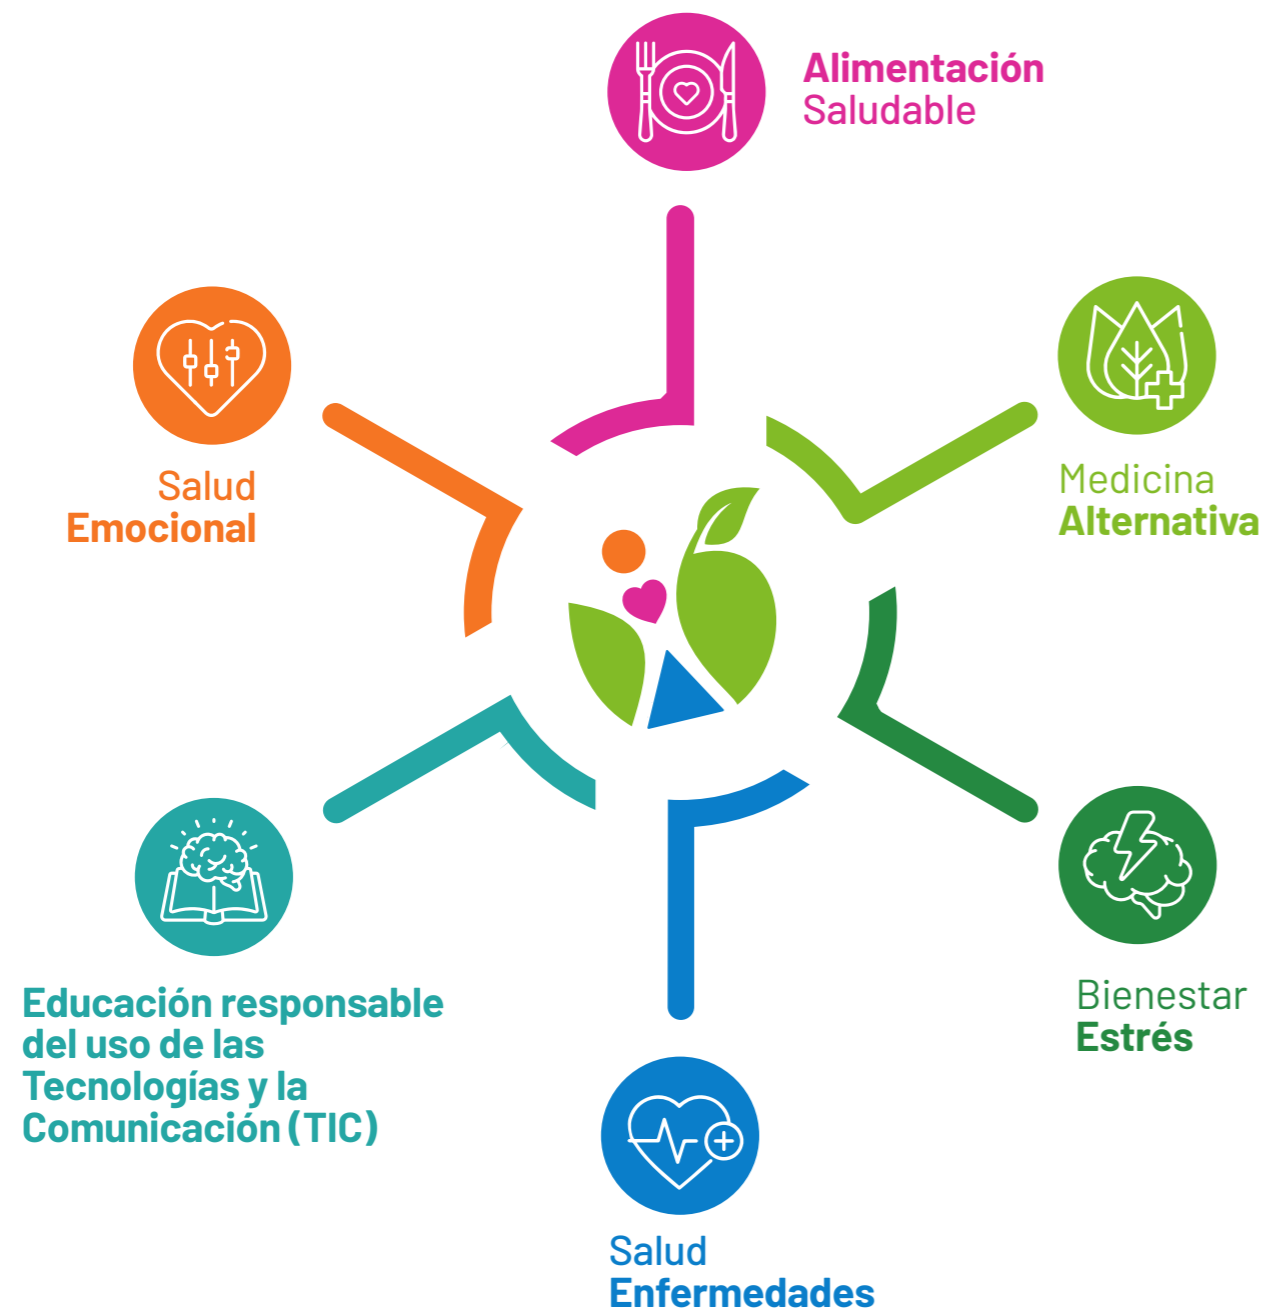 Alimentación
Saludable
Salud
Emocional
Medicina
Alternativa
Educación responsable
del uso de las
Tecnologías y la
Comunicación (TIC)
Bienestar
Estrés
Salud
Enfermedades